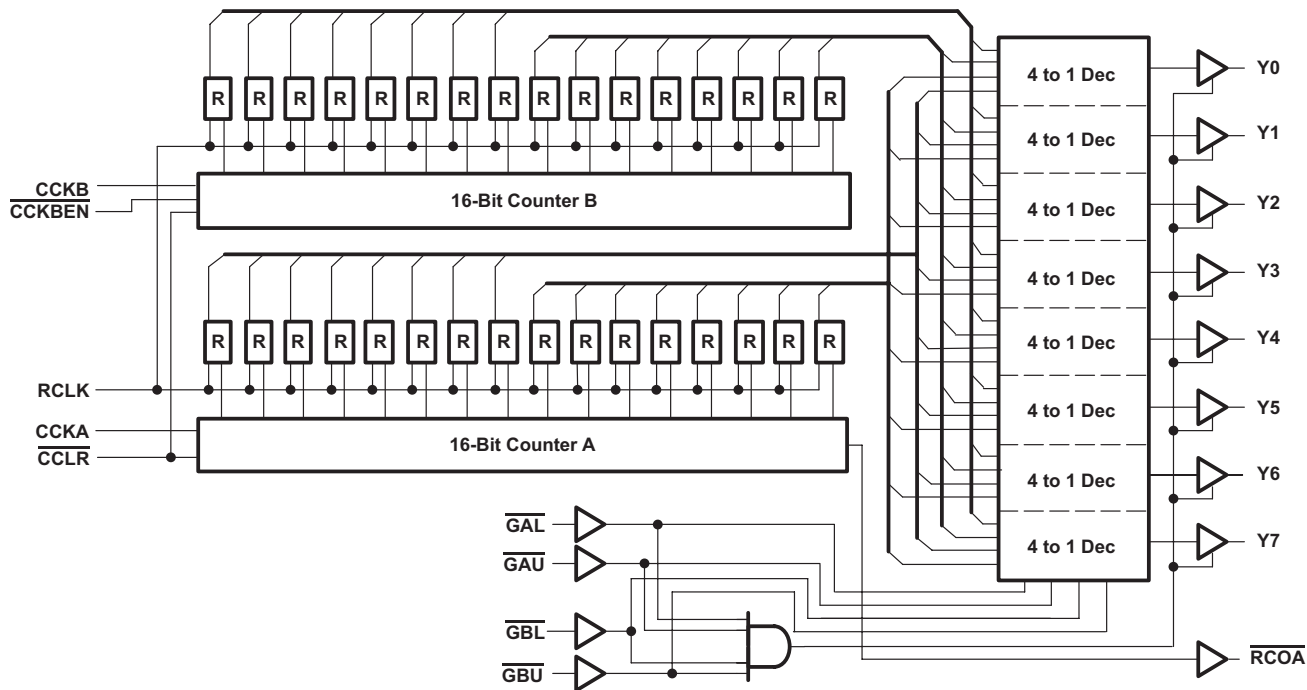 R R R R R R R R R R R R R R R R
CCKB
CCKBEN
16-Bit Counter B
R R R R R R R R R R R R R R R R
RCLK
CCKA
CCLR
16-Bit Counter A
4 to 1 Dec
4 to 1 Dec
4 to 1 Dec
4 to 1 Dec
4 to 1 Dec
4 to 1 Dec
4 to 1 Dec
4 to 1 Dec
Y0
Y1
Y2
Y3
Y4
Y5
Y6
Y7
GAL
GAU
GBL
GBU
RCOA